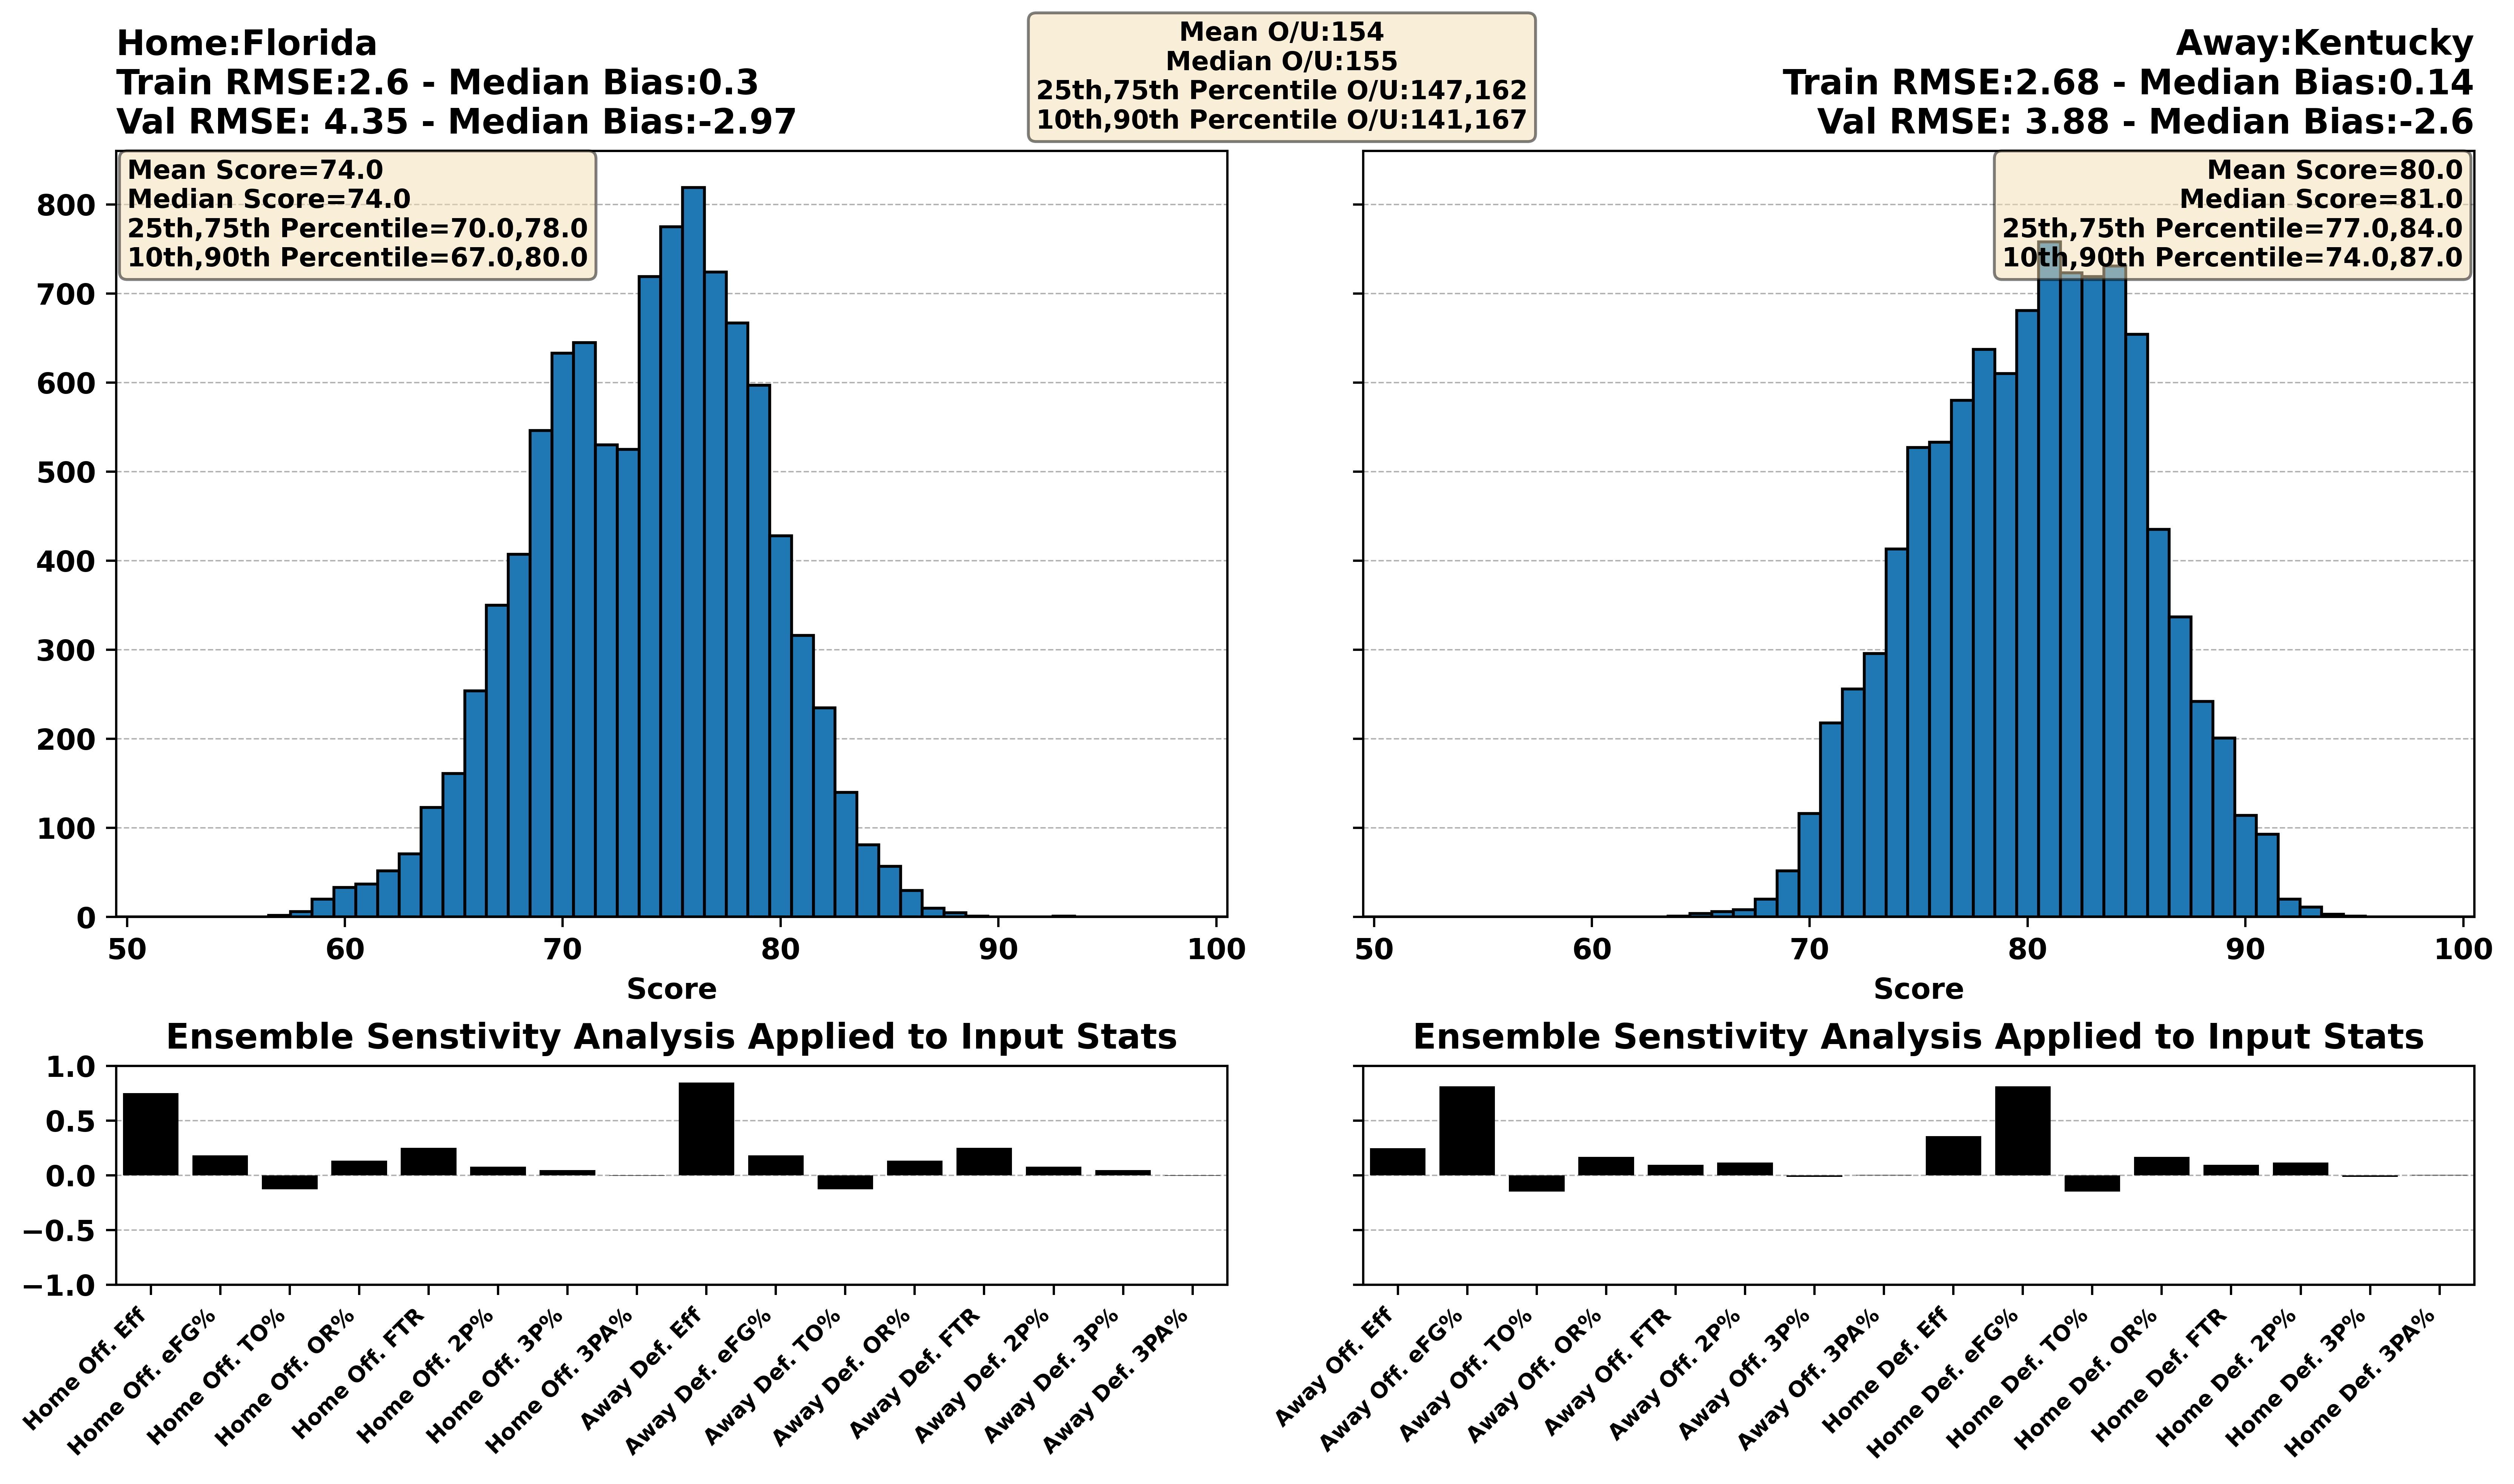 Mean O/U:154
Median O/U:155
25th,75th Percentile O/U:147,162
10th,90th Percentile O/U:141,167
Home:Florida
Train RMSE:2.6 - Median Bias:0.3
Val RMSE: 4.35 - Median Bias:-2.97
Away:Kentucky
Train RMSE:2.68 - Median Bias:0.14
Val RMSE: 3.88 - Median Bias:-2.6
Mean Score=74.0
Median Score=74.0
25th,75th Percentile=70.0,78.0
10th,90th Percentile=67.0,80.0
Mean Score=80.0
Median Score=81.0
25th,75th Percentile=77.0,84.0
10th,90th Percentile=74.0,87.0
800
700
600
500
400
300
200
100
0
50 60 70 80 90 100
Score
50 60 70 80 90 100
Score
Ensemble Senstivity Analysis Applied to Input Stats
Ensemble Senstivity Analysis Applied to Input Stats
1.0
0.5
0.0
−0.5
−1.0
Home Off. Eff
Home Off. eFG%
Home Off. TO%
Home Off. OR%
Home Off. FTR
Home Off. 2P%
Home Off. 3P%
Home Off. 3PA%
Away Def. Eff
Away Def. eFG%
Away Def. TO%
Away Def. OR%
Away Def. FTR
Away Def. 2P%
Away Def. 3P%
Away Def. 3PA%
Away Off. Eff
Away Off. eFG%
Away Off. TO%
Away Off. OR%
Away Off. FTR
Away Off. 2P%
Away Off. 3P%
Away Off. 3PA%
Home Def. Eff
Home Def. eFG%
Home Def. TO%
Home Def. OR%
Home Def. FTR
Home Def. 2P%
Home Def. 3P%
Home Def. 3PA%